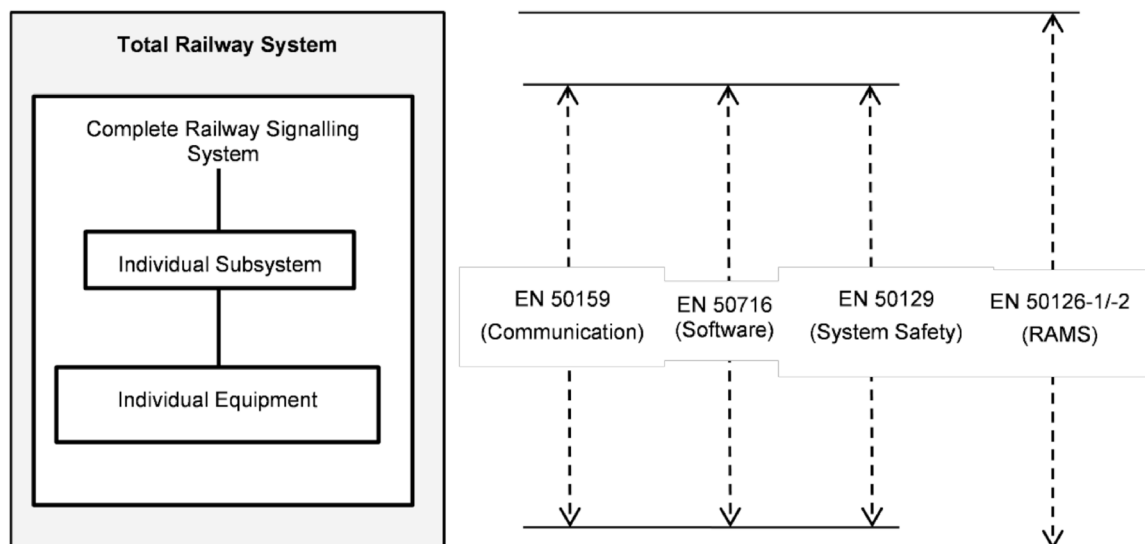 Total Railway System
Complete Railway Signalling
System
Individual Subsystem
Individual Equipment
EN 50159
(Communication)
EN 50716
(Software)
EN 50129
(System Safety)
EN 50126-1/-2
(RAMS)